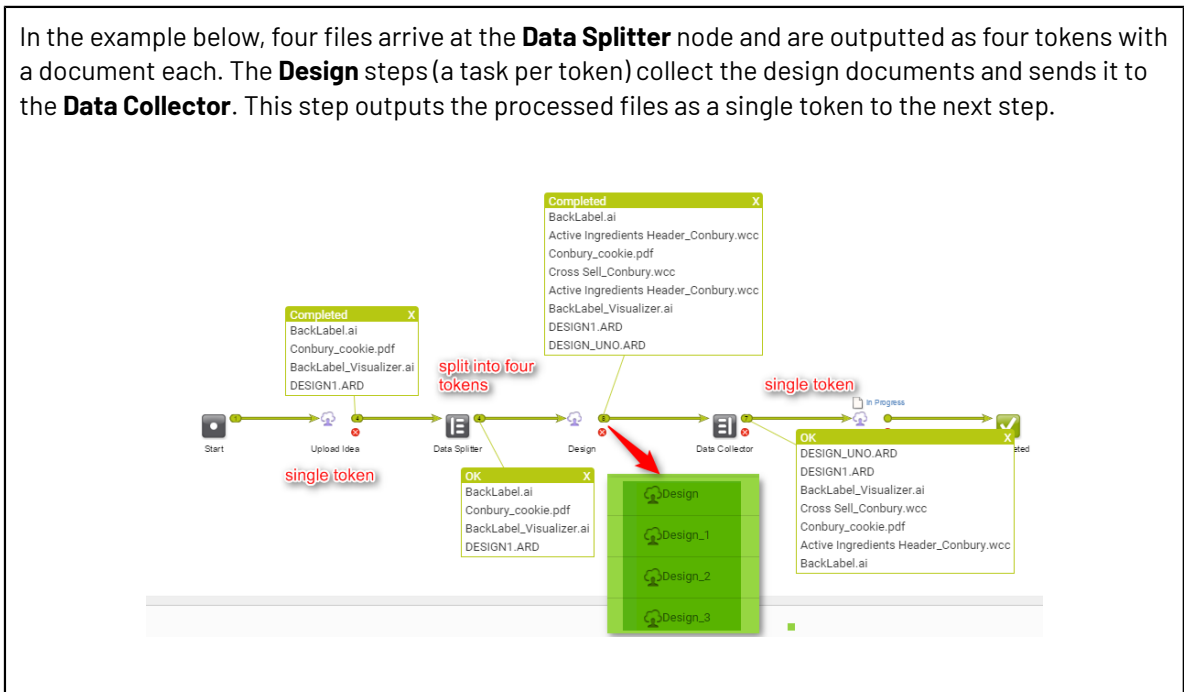 In the example below, four files arrive at the Data Splitter node and are outputted as four tokens with
a document each. The Design steps (a task per token) collect the design documents and sends it to
the Data Collector. This step outputs the processed files as a single token to the next step.
Completed X
BackLabel.ai
Active Ingredients Header_Conbury.wcc
Conbury_cookie.pdf
Cross Sell_Conbury.wcc
Active Ingredients Header_Conbury.wcc
BackLabel_Visualizer.ai
DESIGN1.ARD
DESIGN_UNO.ARD
Completed X
BackLabel.ai
Conbury_cookie.pdf
BackLabel_Visualizer.ai
DESIGN1.ARD
split into four
tokens
single token
In Progress
1
4
4
8
7
Start
Upload Idea
Data Splitter
Design
Data Collector
eted
single token
OK X
BackLabel.ai
Conbury_cookie.pdf
BackLabel_Visualizer.ai
DESIGN1.ARD
Design
Design_1
Design_2
Design_3
OK X
DESIGN_UNO.ARD
DESIGN1.ARD
BackLabel_Visualizer.ai
Cross Sell_Conbury.wcc
Conbury_cookie.pdf
Active Ingredients Header_Conbury.wcc
BackLabel.ai